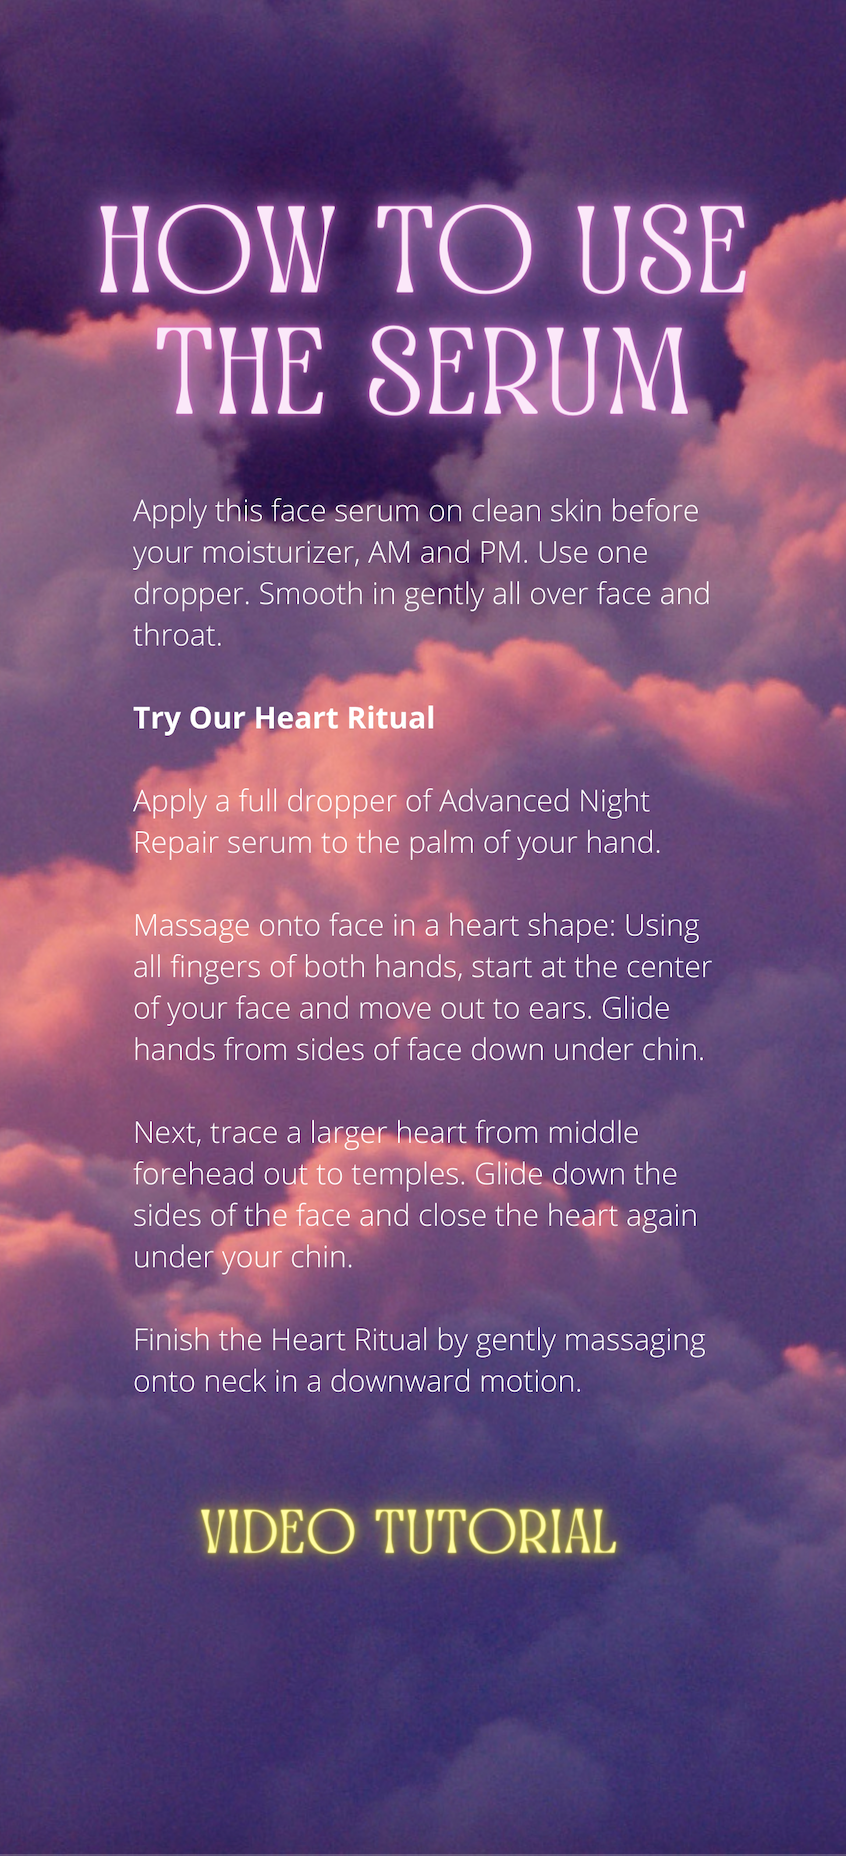 HOW TO USE
THE SERUM
Apply this face serum on clean skin before
your moisturizer, AM and PM. Use one
dropper. Smooth in gently all over face and
throat.
Try Our Heart Ritual
Apply a full dropper of Advanced Night
Repair serum to the palm of your hand.
Massage onto face in a heart shape: Using
all fingers of both hands, start at the center
of your face and move out to ears. Glide
hands from sides of face down under chin.
Next, trace a larger heart from middle
forehead out to temples. Glide down the
sides of the face and close the heart again
under your chin.
Finish the Heart Ritual by gently massaging
onto neck in a downward motion.
VIDEO TUTORIAL